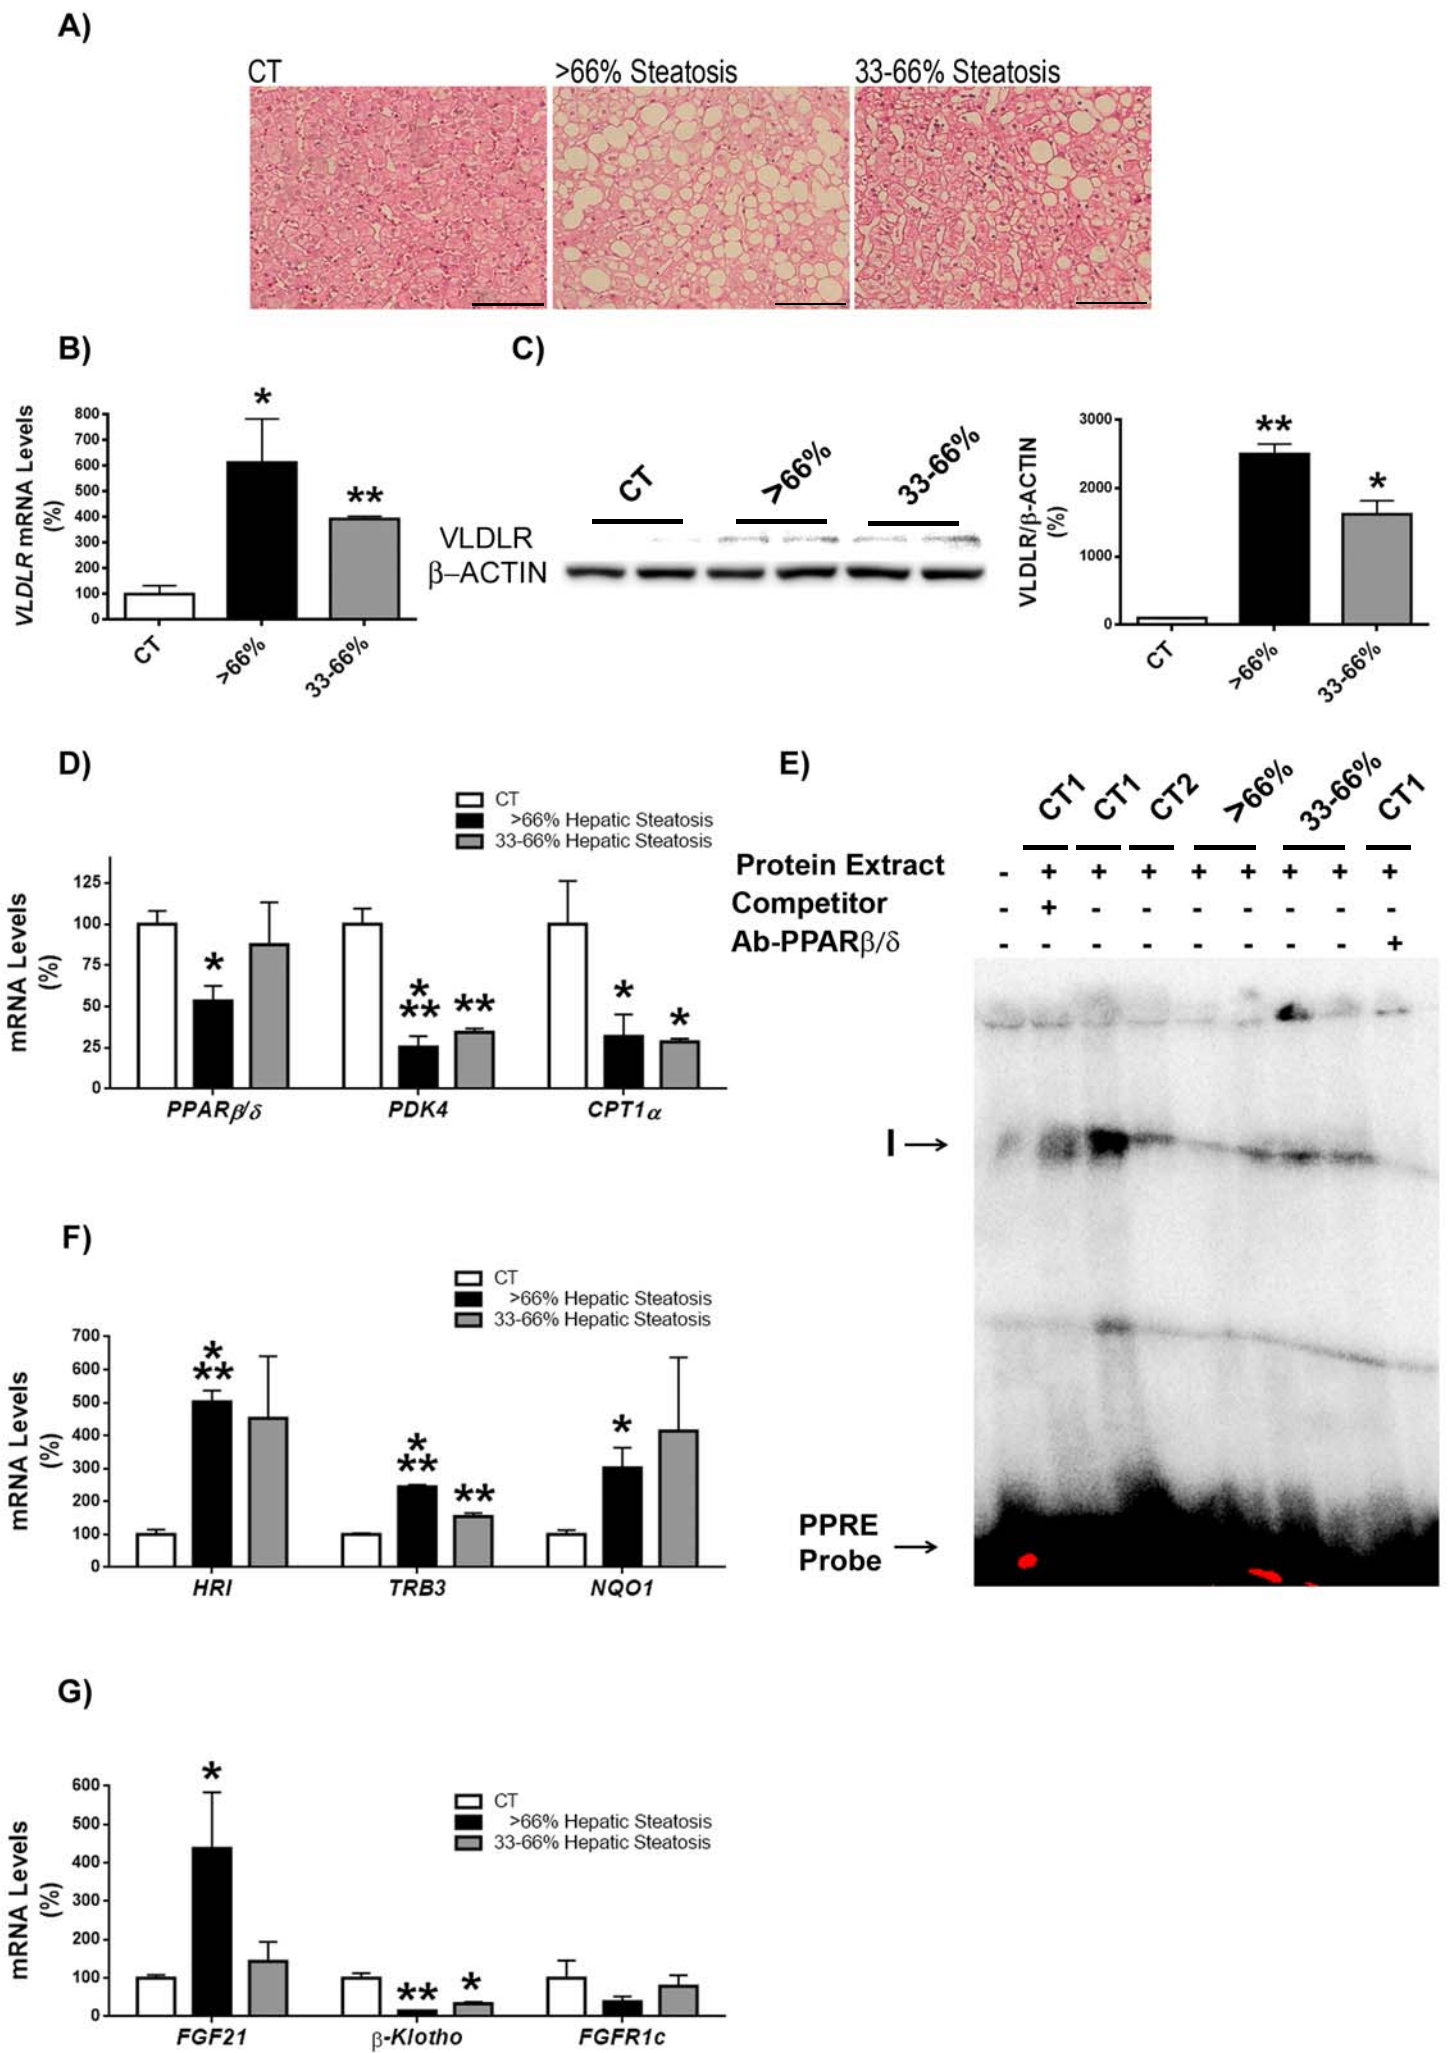 A)
CT
>66% Steatosis
33-66% Steatosis
B)
VLDLR mRNA Levels
(%)
800
700
600
500
400
300
200
100
0
*
**
CT
>66%
33-66%
C)
CT
>66%
33-66%
VLDLR
β–ACTIN
VLDLR/β-ACTIN
(%)
3000
2000
1000
0
**
*
CT
>66%
33-66%
D)
CT
>66% Hepatic Steatosis
33-66% Hepatic Steatosis
mRNA Levels
(%)
125
100
75
50
25
0
*
*
**
**
*
*
PPARβ/δ
PDK4
CPT1α
E)
CT1
CT1
CT2
>66%
33-66%
CT1
Protein Extract - + + + + + + + +
Competitor - + - - - - - - -
Ab-PPARβ/δ - - - - - - - - +
I →
PPRE
Probe →
F)
CT
>66% Hepatic Steatosis
33-66% Hepatic Steatosis
mRNA Levels
(%)
700
600
500
400
300
200
100
0
*
**
*
**
**
*
HRI
TRB3
NQO1
G)
CT
>66% Hepatic Steatosis
33-66% Hepatic Steatosis
mRNA Levels
(%)
600
500
400
300
200
100
0
*
**
*
FGF21
β-Klotho
FGFR1c